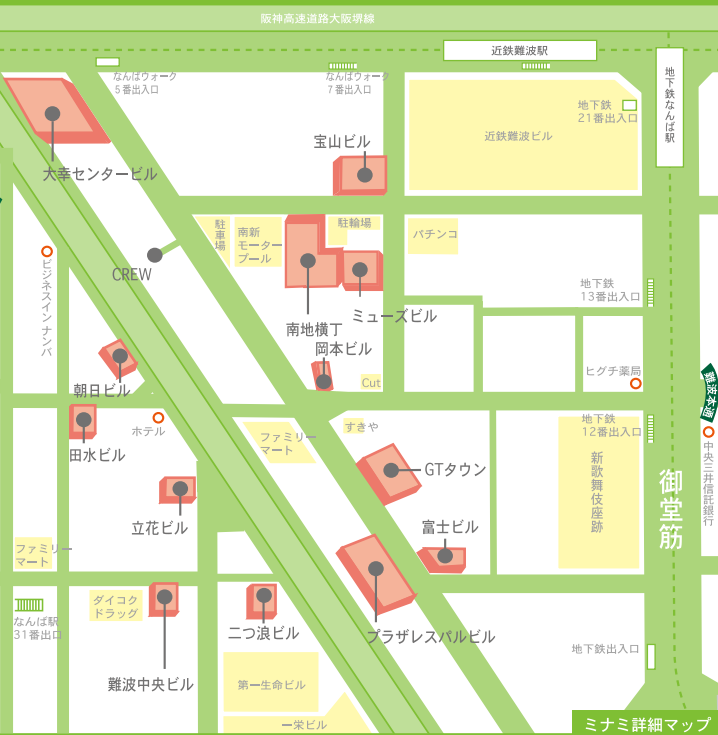 阪神高速道路大阪堺線
近鉄難波駅
地下鉄なんば駅
なんばウォーク
5番出入口
なんばウォーク
7番出入口
地下鉄
21番出入口
近鉄難波ビル
宝山ビル
大幸センタービル
駐車場
南新
モーター
プール
駐輪場
パチンコ
CREW
ビジネスインナンバ
地下鉄
13番出入口
南地横丁
ミューズビル
岡本ビル
朝日ビル
Cut
ヒグチ薬局
難波本通
ホテル
田水ビル
ファミリー
マート
すきや
地下鉄
12番出入口
中央三井信託銀行
新歌舞伎座跡
GTタウン
御堂筋
立花ビル
富士ビル
ファミリー
マート
ダイコク
ドラッグ
なんば駅
31番出口
二つ浪ビル
プラザレスパルビル
地下鉄出入口
難波中央ビル
第一生命ビル
一栄ビル
ミナミ詳細マップ